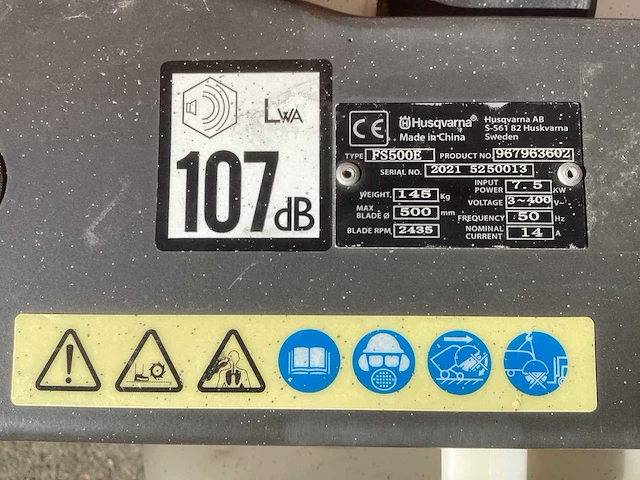 LWA
107dB
CE
Husqvarna®
Made in China
Husqvarna AB
S-561 82 Huskvarna
Sweden
TYPE FS500E PRODUCT NO. 967963602
SERIAL NO. 2021 5250013
WEIGHT. 145 Kg
INPUT POWER 7.5 KW
MAX BLADE Ø 500 mm
VOLTAGE 3~400 V~
FREQUENCY 50 Hz
BLADE RPM 2435
NOMINAL CURRENT 14 A